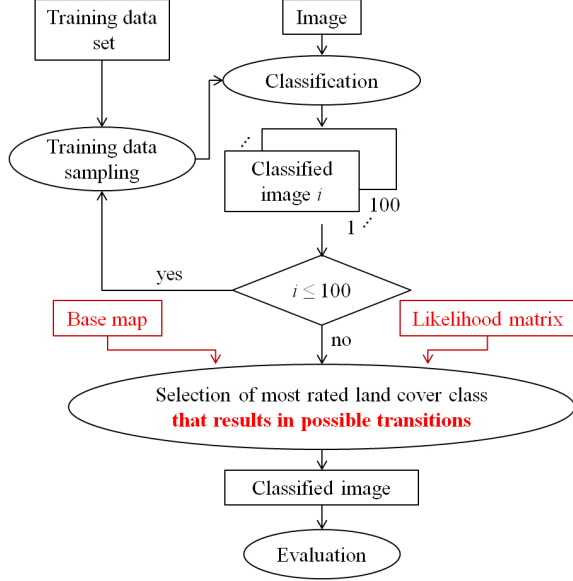 Training data
set
Image
Classification
Training data
sampling
Classified
image i
100
1
yes
i ≤ 100
Base map
Likelihood matrix
no
Selection of most rated land cover class
that results in possible transitions
Classified image
Evaluation